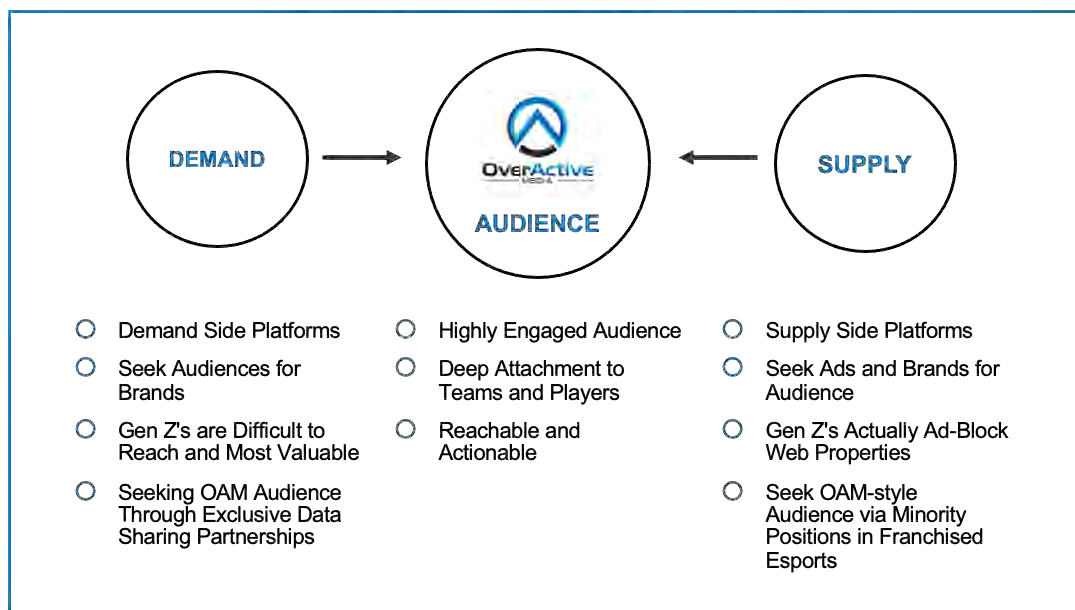 DEMAND
OverActive
MEDIA
AUDIENCE
SUPPLY
Demand Side Platforms
Seek Audiences for
Brands
Gen Z's are Difficult to
Reach and Most Valuable
Seeking OAM Audience
Through Exclusive Data
Sharing Partnerships
Highly Engaged Audience
Deep Attachment to
Teams and Players
Reachable and
Actionable
Supply Side Platforms
Seek Ads and Brands for
Audience
Gen Z's Actually Ad-Block
Web Properties
Seek OAM-style
Audience via Minority
Positions in Franchised
Esports